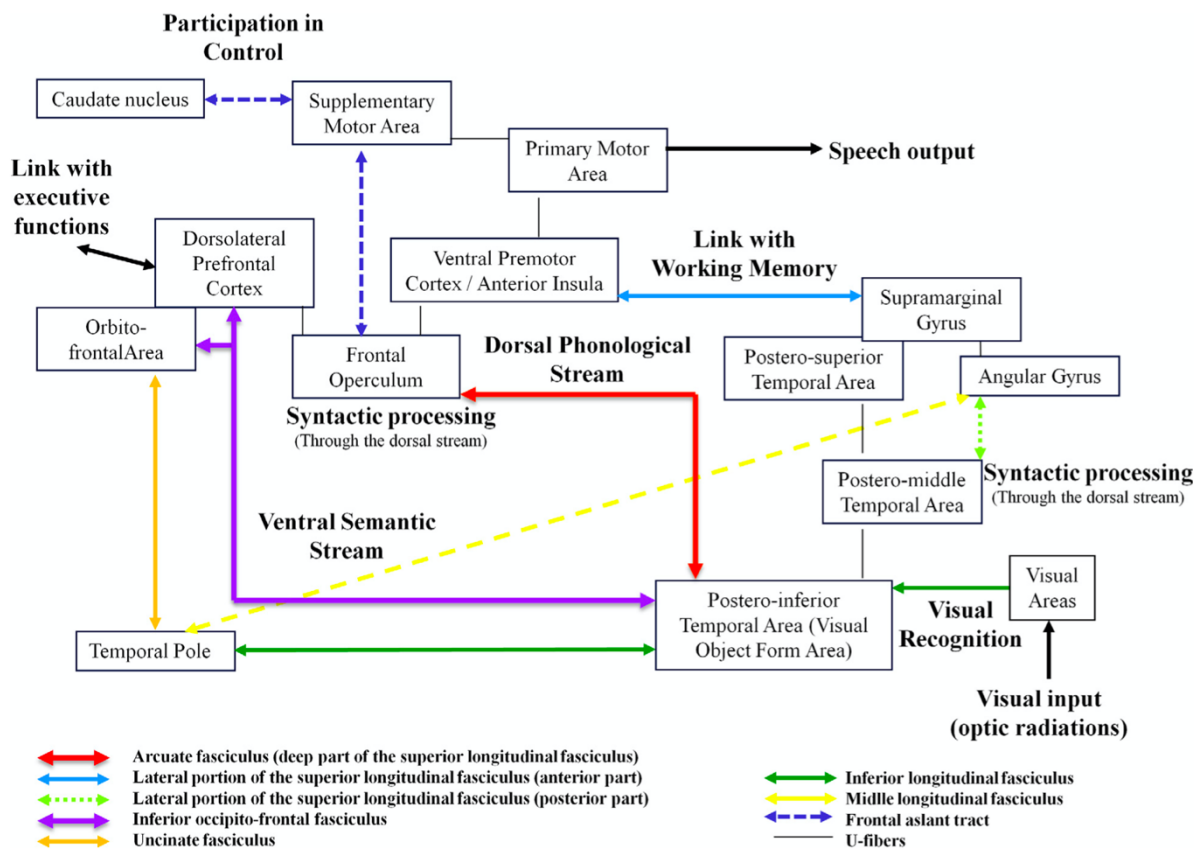 Participation in
Control
Caudate nucleus
Supplementary
Motor Area
Primary Motor
Area
Speech output
Link with
executive
functions
Dorsolateral
Prefrontal
Cortex
Ventral Premotor
Cortex / Anterior Insula
Link with
Working Memory
Supramarginal
Gyrus
Orbito-
frontalArea
Frontal
Operculum
Dorsal Phonological
Stream
Postero-superior
Temporal Area
Angular Gyrus
Syntactic processing
(Through the dorsal stream)
Postero-middle
Temporal Area
Syntactic processing
(Through the dorsal stream)
Ventral Semantic
Stream
Temporal Pole
Postero-inferior
Temporal Area (Visual
Object Form Area)
Visual
Recognition
Visual
Areas
Visual input
(optic radiations)
Arcuate fasciculus (deep part of the superior longitudinal fasciculus)
Lateral portion of the superior longitudinal fasciculus (anterior part)
Lateral portion of the superior longitudinal fasciculus (posterior part)
Inferior occipito-frontal fasciculus
Uncinate fasciculus
Inferior longitudinal fasciculus
Midlle longitudinal fasciculus
Frontal aslant tract
U-fibers